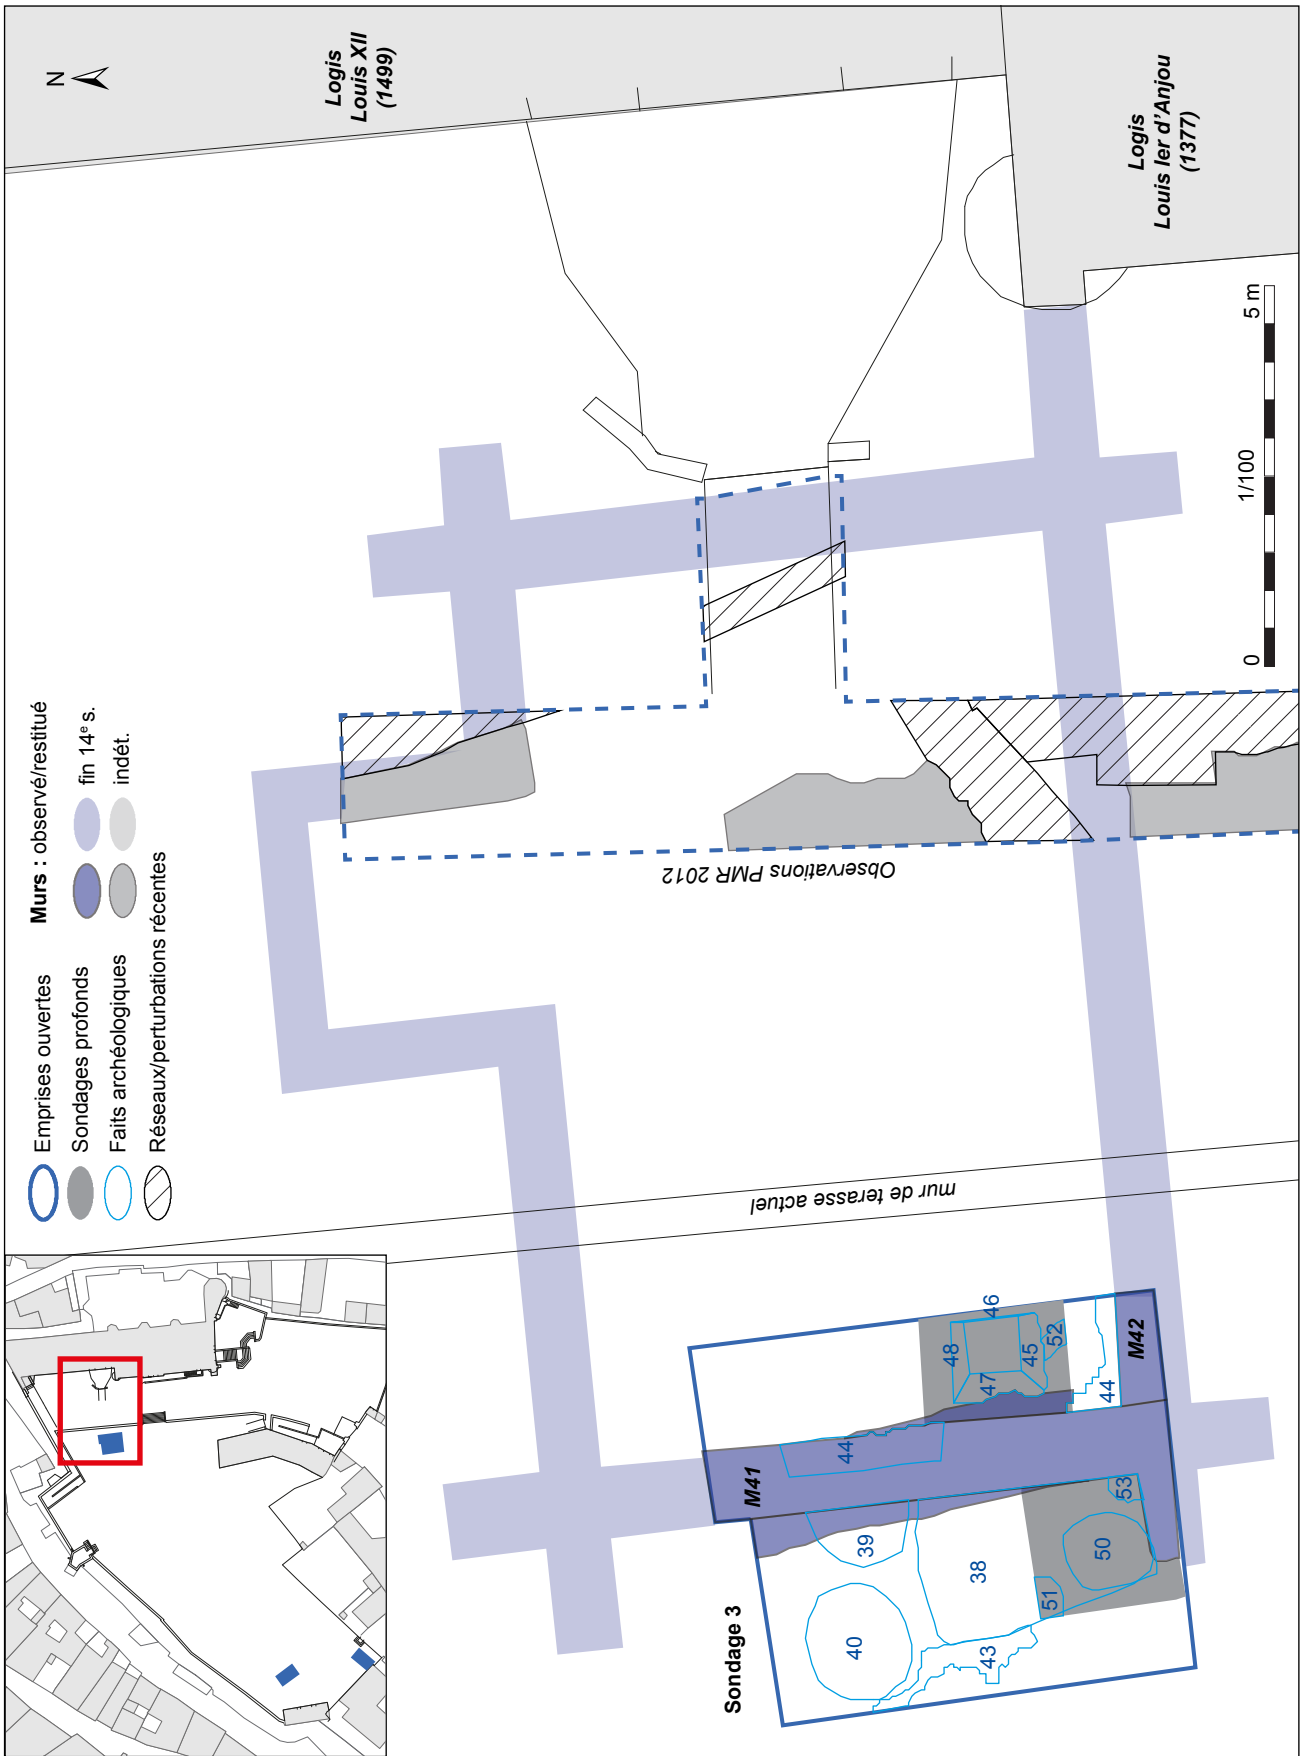 N
Logis
Louis XII
(1499)
Logis
Louis Ier d'Anjou
(1377)
Emprises ouvertes
Sondages profonds
Faits archéologiques
Réseaux/perturbations récentes
Murs : observé/restitué
fin 14e s.
indét.
Observations PMR 2012
mur de terasse actuel
0
1/100
5 m
Sondage 3
M41
M42
44
48
46
47
45
52
44
39
40
38
43
51
50
53